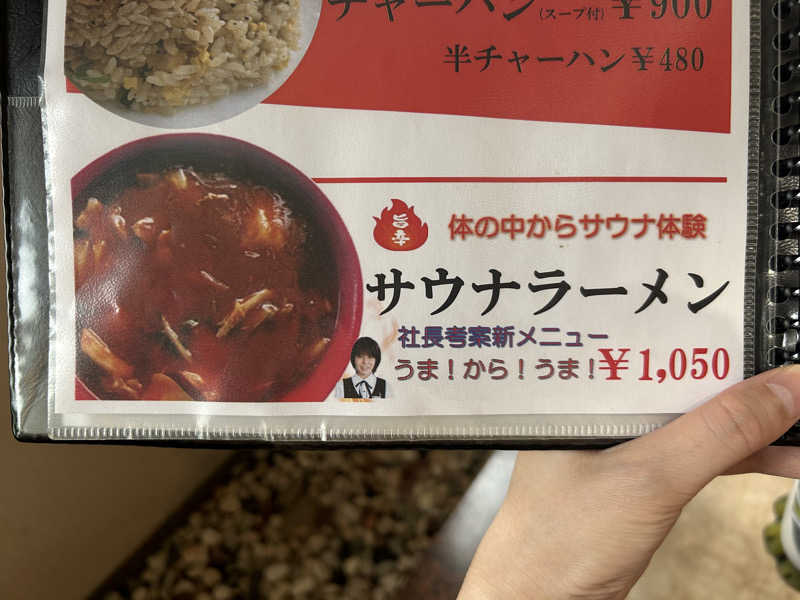 チャーハン(スープ付) ¥900
半チャーハン¥480
旨辛
体の中からサウナ体験
サウナラーメン
社長考案新メニュー
うま!から!うま!¥1,050